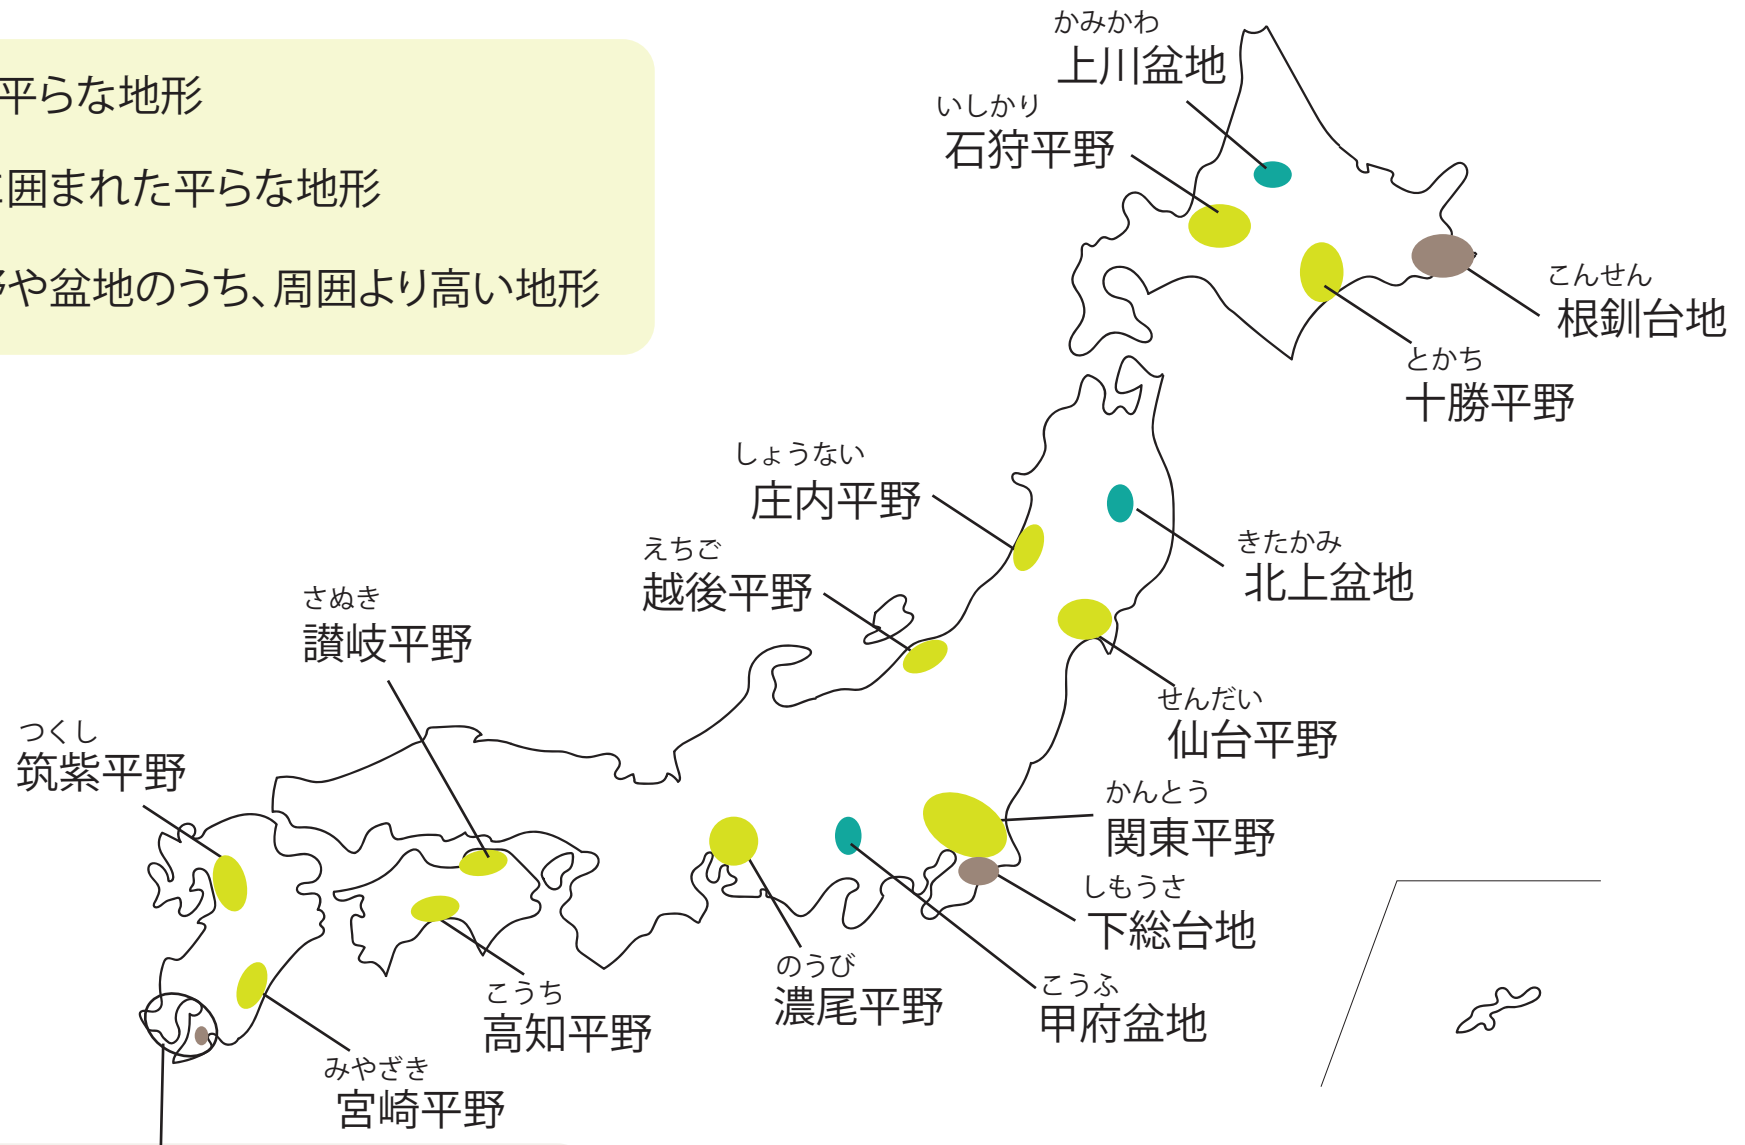 平らな地形
囲まれた平らな地形
や盆地のうち、周囲より高い地形
かみかわ
上川盆地
いしかり
石狩平野
こんせん
根釧台地
とかち
十勝平野
しょうない
庄内平野
きたかみ
北上盆地
えちご
越後平野
さぬき
讃岐平野
せんだい
仙台平野
つくし
筑紫平野
かんとう
関東平野
しもうさ
下総台地
のうび
濃尾平野
こうふ
甲府盆地
こうち
高知平野
みやざき
宮崎平野